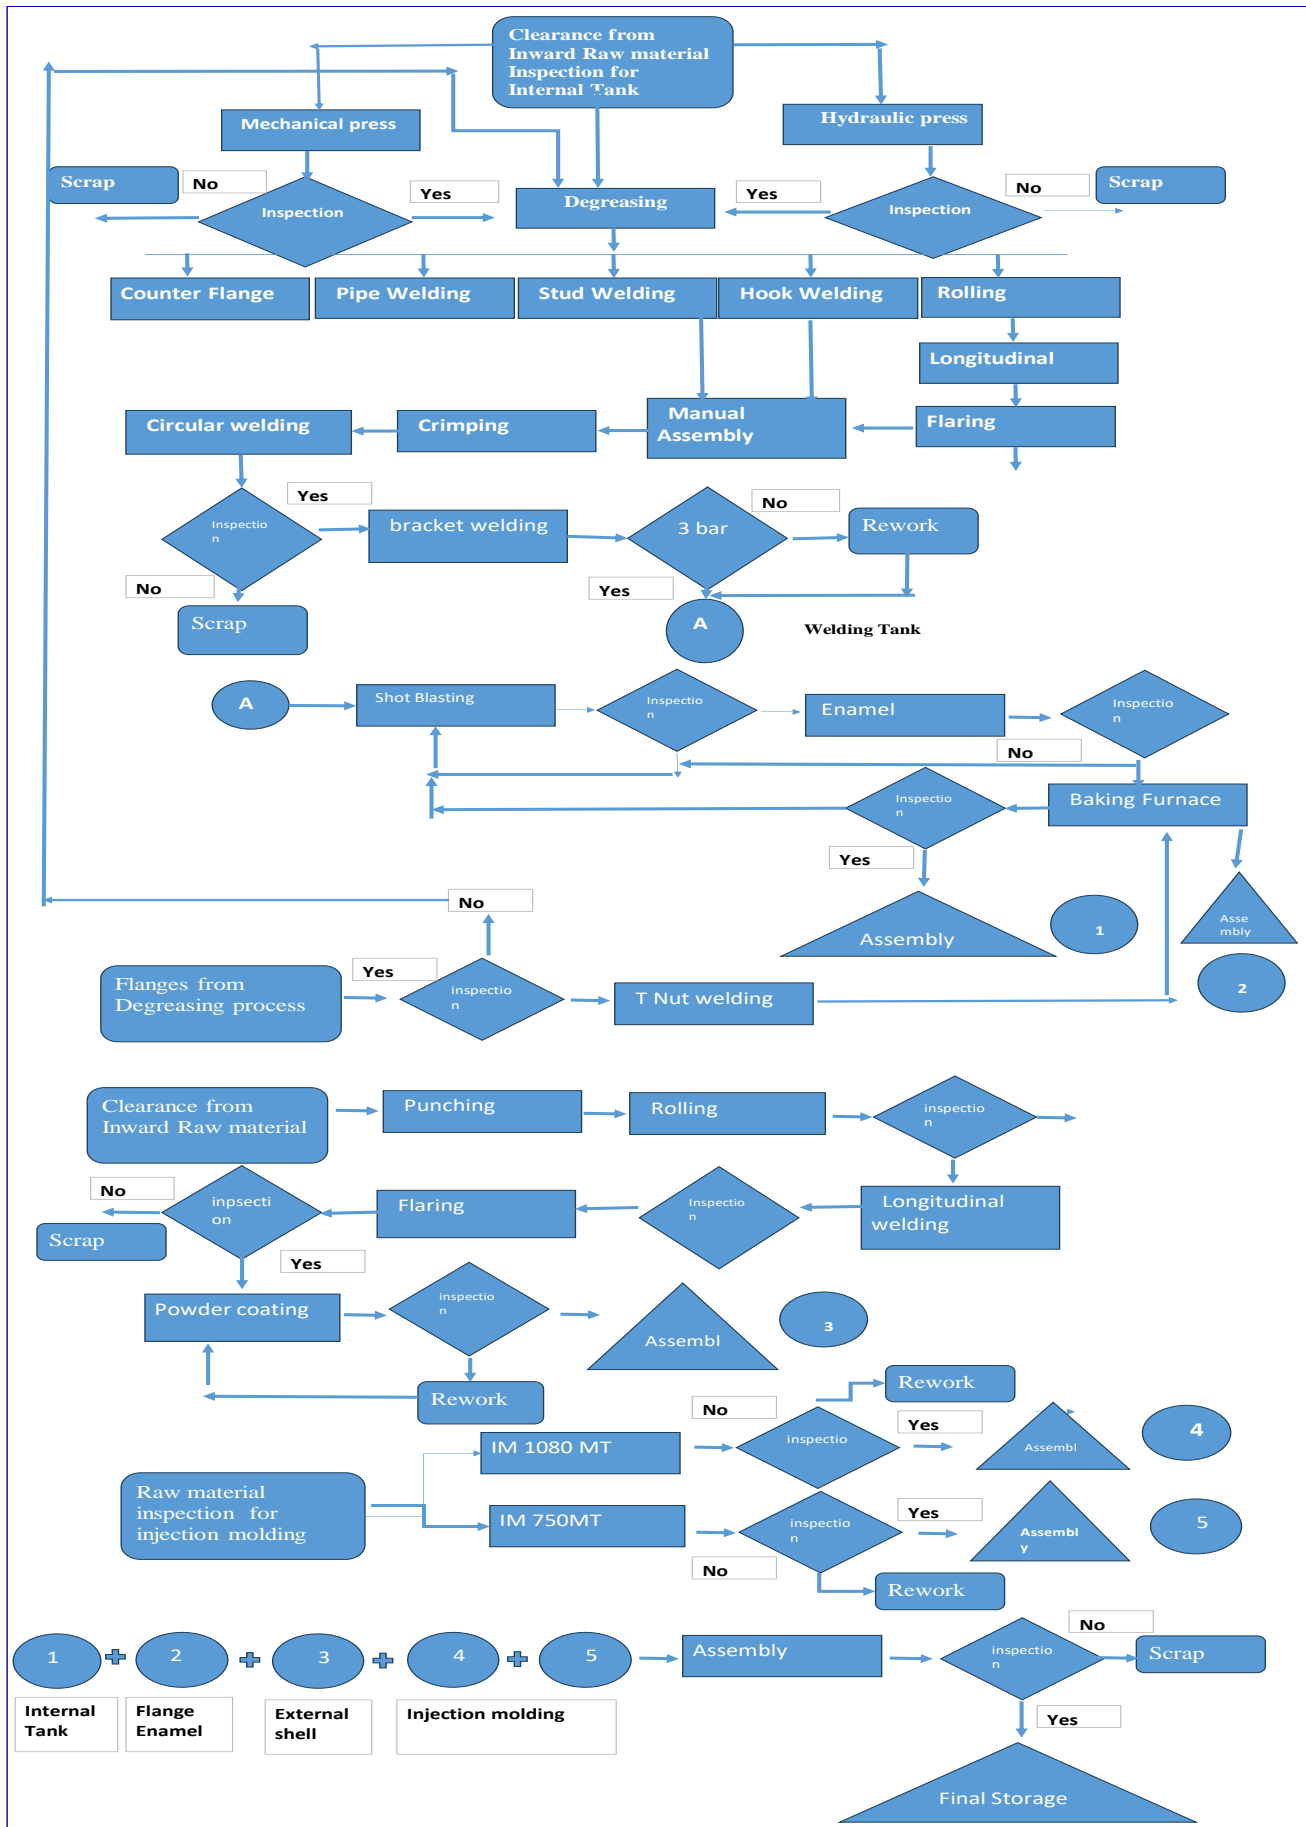 Clearance from
Inward Raw material
Inspection for
Internal Tank
Mechanical press
Hydraulic press
Scrap
No
Yes
Inspection
Degreasing
Yes
Inspection
No
Scrap
Counter Flange
Pipe Welding
Stud Welding
Hook Welding
Rolling
Longitudinal
Circular welding
Crimping
Manual
Assembly
Flaring
Yes
No
Inspectio
n
bracket welding
3 bar
Rework
No
Yes
Scrap
A
Welding Tank
A
Shot Blasting
Inspectio
n
Enamel
Inspectio
n
No
Inspectio
n
Baking Furnace
Yes
No
Assembly
1
Asse
mbly
2
Flanges from
Degreasing process
Yes
inspectio
n
T Nut welding
Clearance from
Inward Raw material
Punching
Rolling
inspectio
n
No
Scrap
inpsecti
on
Flaring
Inspectio
n
Longitudinal
welding
Yes
Powder coating
inspectio
n
Assembl
3
Rework
Rework
No
Yes
IM 1080 MT
inspectio
Assembl
4
Raw material
inspection for
injection molding
IM 750MT
inspectio
n
Yes
Assembl
y
5
No
Rework
1
2
3
4
5
Assembly
inspectio
n
No
Scrap
Internal
Tank
Flange
Enamel
External
shell
Injection molding
Yes
Final Storage